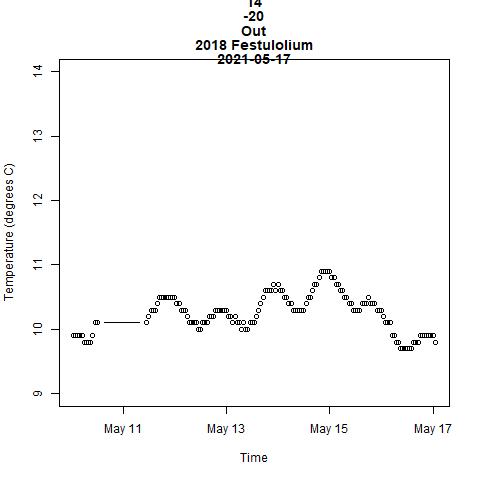 14
-20
Out
2018 Festulolium
2021-05-17
14
13
12
11
10
9
Temperature (degrees C)
May 11
May 13
May 15
May 17
Time